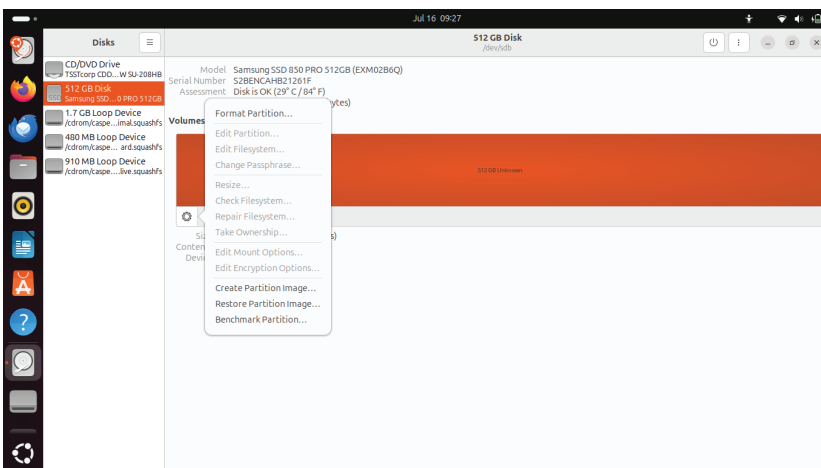 Jul 16 09:27
Disks
512 GB Disk
/dev/sdb
CD/DVD Drive
TSSTcorp CDD...W SU-208HB
512 GB Disk
Samsung SSD...0 PRO 512GB
1.7 GB Loop Device
/cdrom/caspe... imal.squashfs
480 MB Loop Device
/cdrom/caspe... ard.squashfs
910 MB Loop Device
/cdrom/caspe...live.squashfs
Model Samsung SSD 850 PRO 512GB (EXM02B6Q)
Serial Number S2BENCAHB21261F
Assessment Disk is OK (29° C / 84° F)
ytes)
Volumes
512 GB Unknown
Format Partition...
Edit Partition...
Edit Filesystem...
Change Passphrase...
Resize...
Check Filesystem...
Repair Filesystem...
Take Ownership...
Edit Mount Options...
Edit Encryption Options...
Create Partition Image...
Restore Partition Image...
Benchmark Partition...
Siz
s)
Conten
Devi